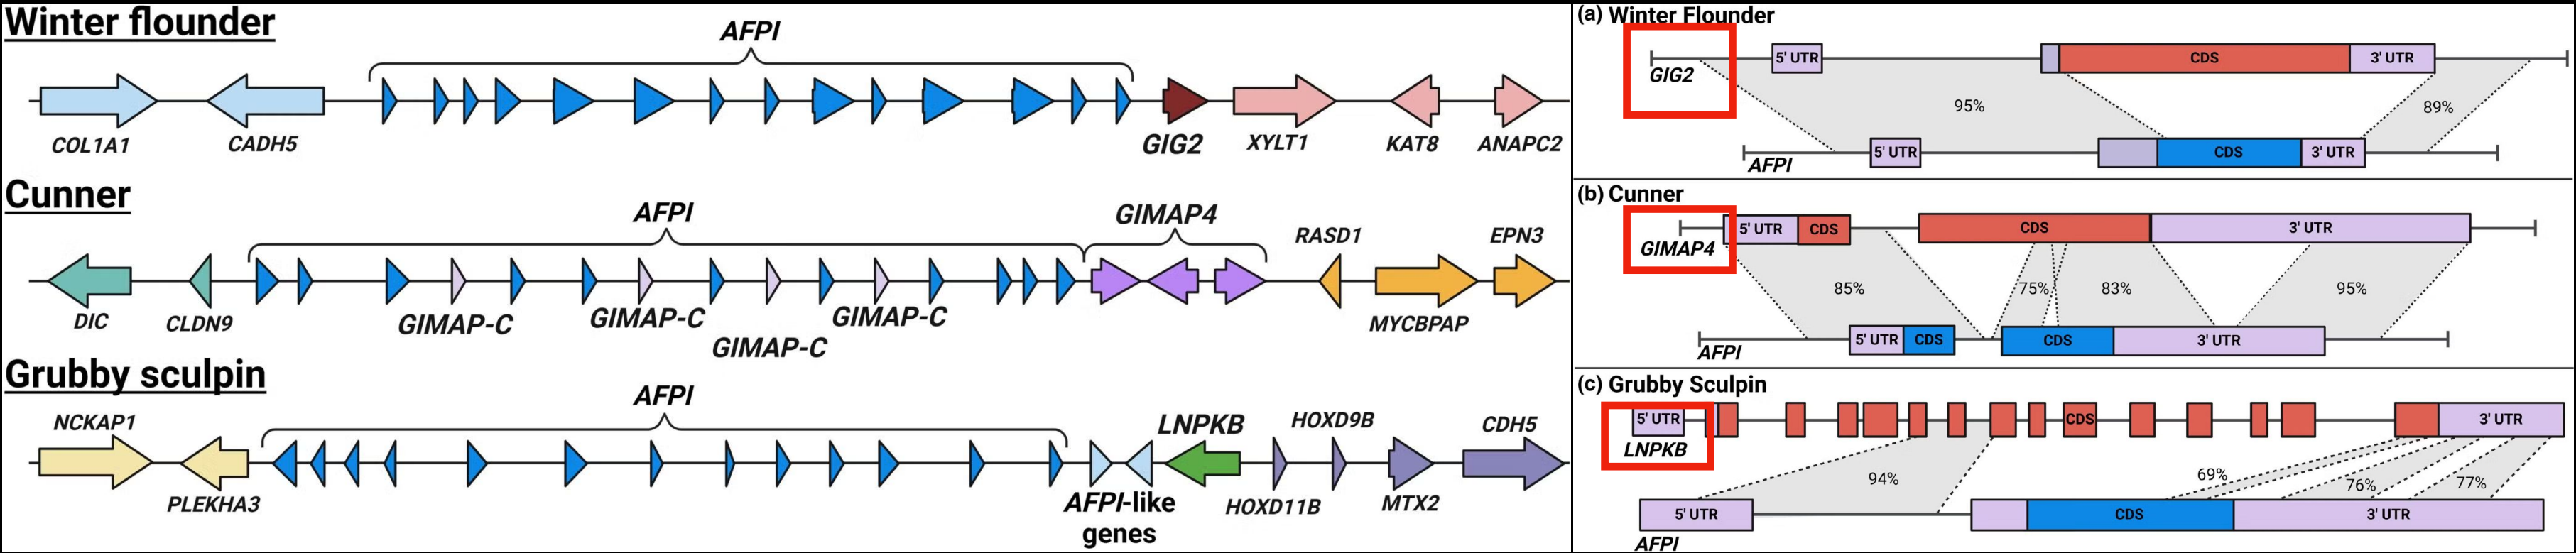 Winter flounder
AFPI
COL1A1
CADH5
GIG2
XYLT1
KAT8
ANAPC2
Cunner
AFPI
GIMAP4
RASD1
EPN3
DIC
CLDN9
GIMAP-C
GIMAP-C
GIMAP-C
GIMAP-C
MYCBPAP
Grubby sculpin
AFPI
NCKAP1
LNPKB
HOXD9B
CDH5
PLEKHA3
AFPI-like
genes
HOXD11B
MTX2
(a) Winter Flounder
5' UTR
CDS
3' UTR
GIG2
95%
89%
5' UTR
CDS
3' UTR
AFPI
(b) Cunner
5' UTR
CDS
CDS
3' UTR
GIMAP4
85%
75%
83%
95%
5' UTR
CDS
CDS
3' UTR
AFPI
(c) Grubby Sculpin
5' UTR
CDS
3' UTR
LNPKB
94%
69%
76%
77%
5' UTR
CDS
3' UTR
AFPI